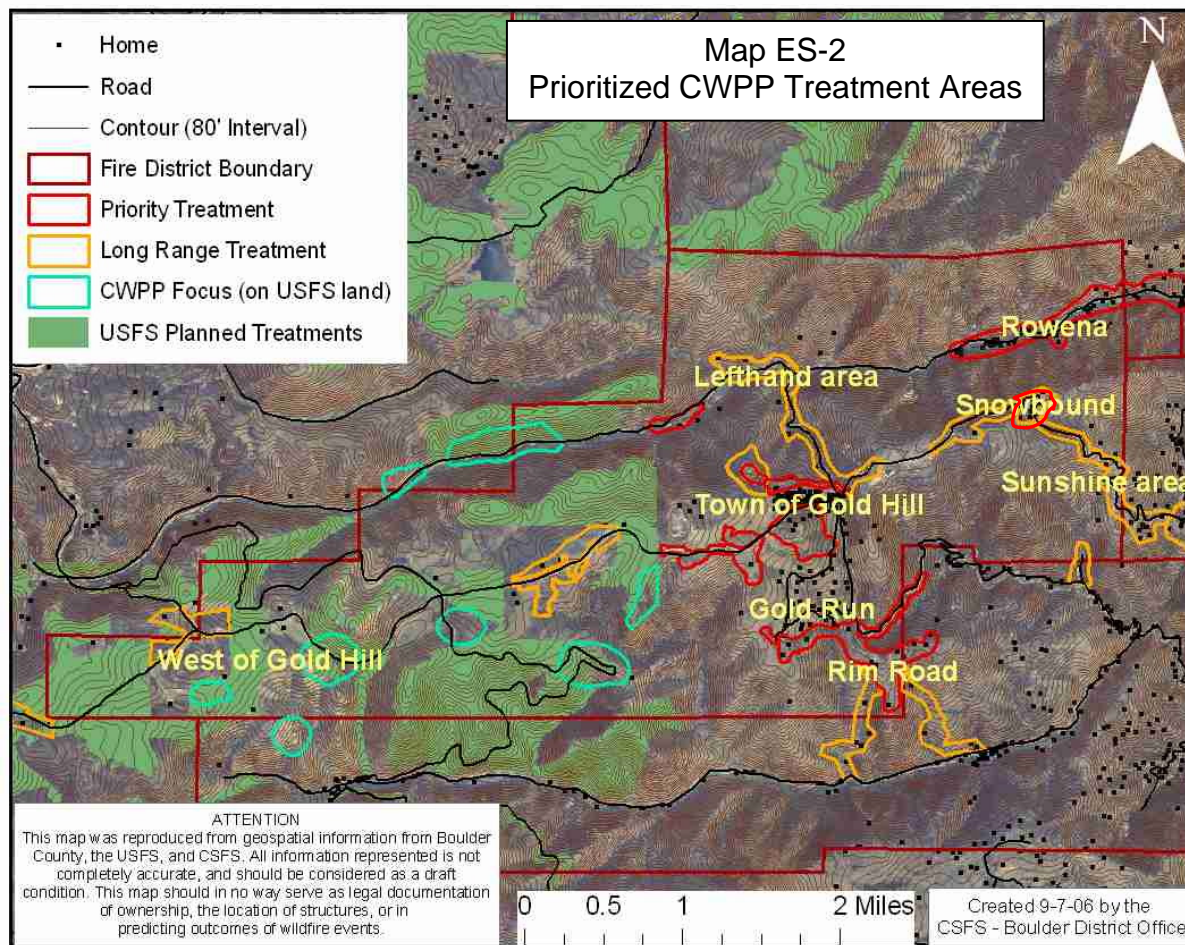 Map ES-2
Prioritized CWPP Treatment Areas
N
Home
Road
Contour (80' Interval)
Fire District Boundary
Priority Treatment
Long Range Treatment
CWPP Focus (on USFS land)
USFS Planned Treatments
Rowena
Lefthand area
Snowbound
Sunshine area
Town of Gold Hill
Gold Run
West of Gold Hill
Rim Road
ATTENTION
This map was reproduced from geospatial information from Boulder
County, the USFS, and CSFS. All information represented is not
completely accurate, and should be considered as a draft
condition. This map should in no way serve as legal documentation
of ownership, the location of structures, or in
predicting outcomes of wildfire events.
0 0.5 1 2 Miles
Created 9-7-06 by the
CSFS - Boulder District Office